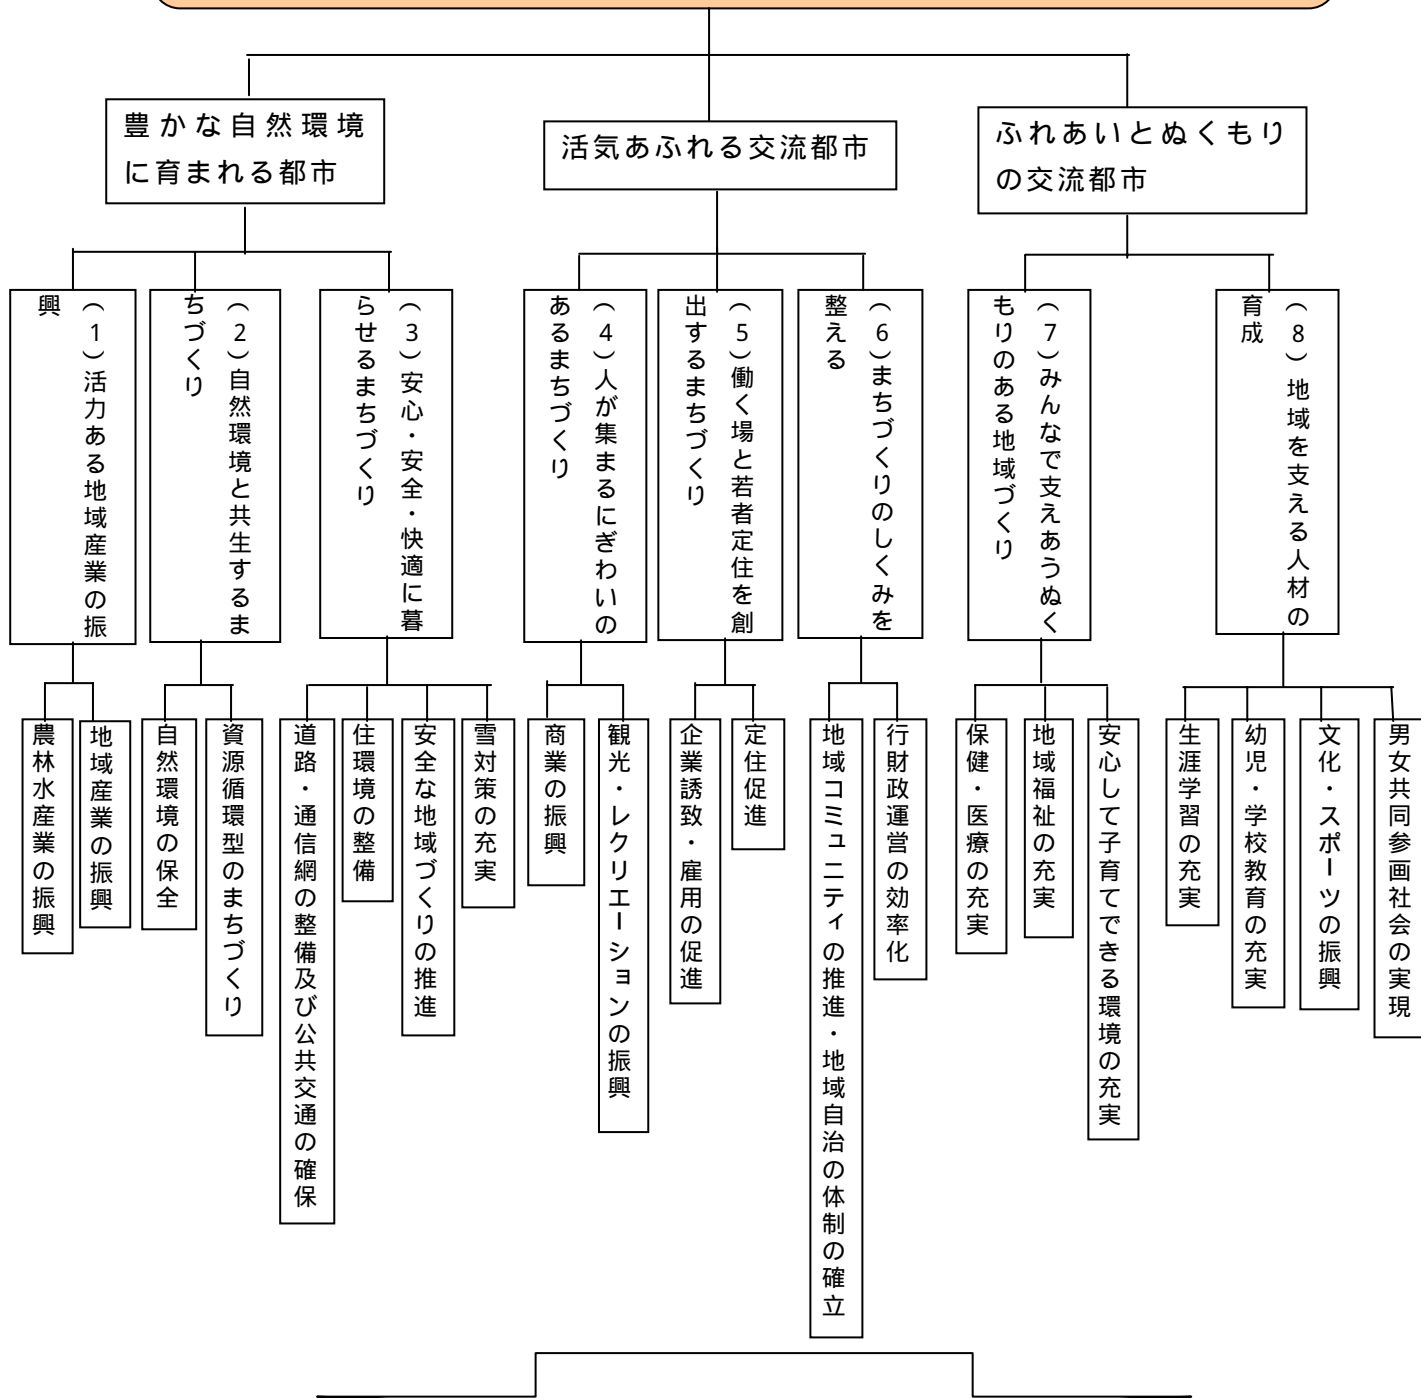 豊かな自然環境
に育まれる都市
活気あふれる交流都市
ふれあいとぬくもり
の交流都市
（1）活力ある地域産業の振
興
（2）自然環境と共生するま
ちづくり
（3）安心・安全・快適に暮
らせるまちづくり
（4）人が集まるにぎわいの
あるまちづくり
（5）働く場と若者定住を創
出するまちづくり
（6）まちづくりのしくみを
整える
（7）みんなで支えあうぬく
もりのある地域づくり
（8）地域を支える人材の
育成
農林水産業の振興
地域産業の振興
自然環境の保全
資源循環型のまちづくり
道路・通信網の整備及び公共交通の確保
住環境の整備
安全な地域づくりの推進
雪対策の充実
商業の振興
観光・レクリエーションの振興
企業誘致・雇用の促進
定住促進
地域コミュニティの推進・地域自治の体制の確立
行財政運営の効率化
保健・医療の充実
地域福祉の充実
安心して子育てできる環境の充実
生涯学習の充実
幼児・学校教育の充実
文化・スポーツの振興
男女共同参画社会の実現